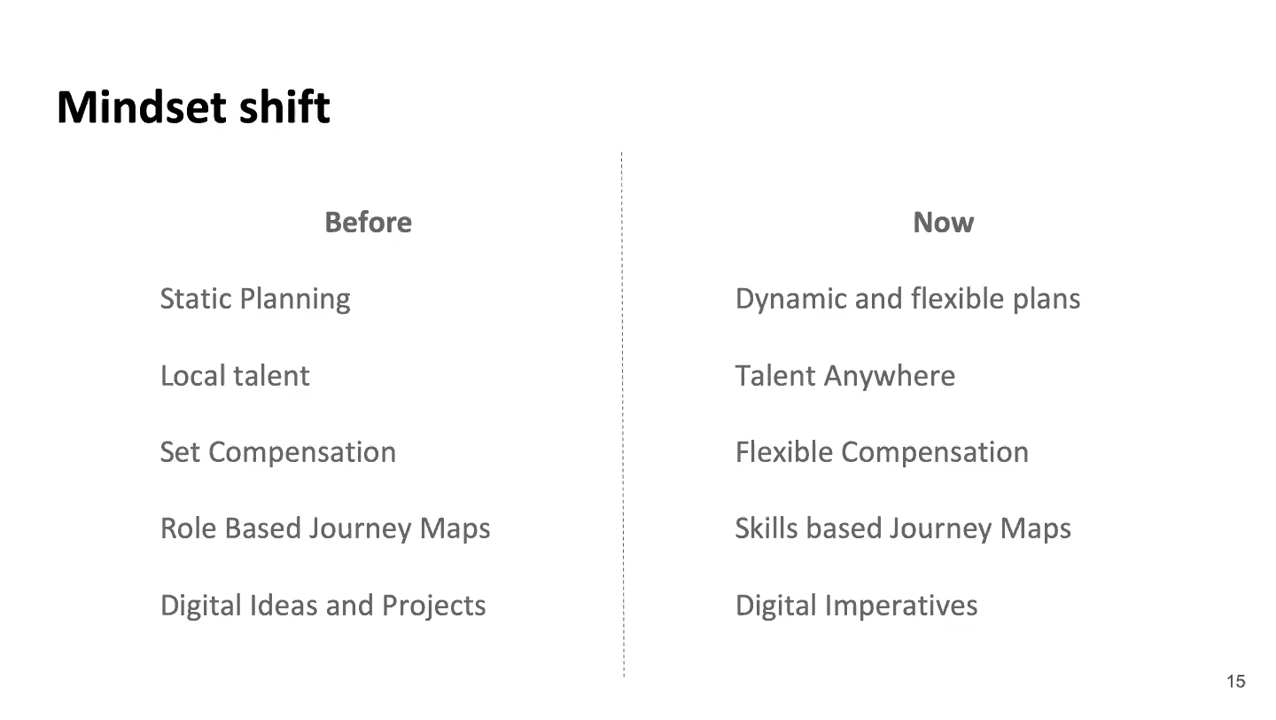 Mindset shift
Before
Static Planning
Local talent
Set Compensation
Role Based Journey Maps
Digital Ideas and Projects
Now
Dynamic and flexible plans
Talent Anywhere
Flexible Compensation
Skills based Journey Maps
Digital Imperatives
15